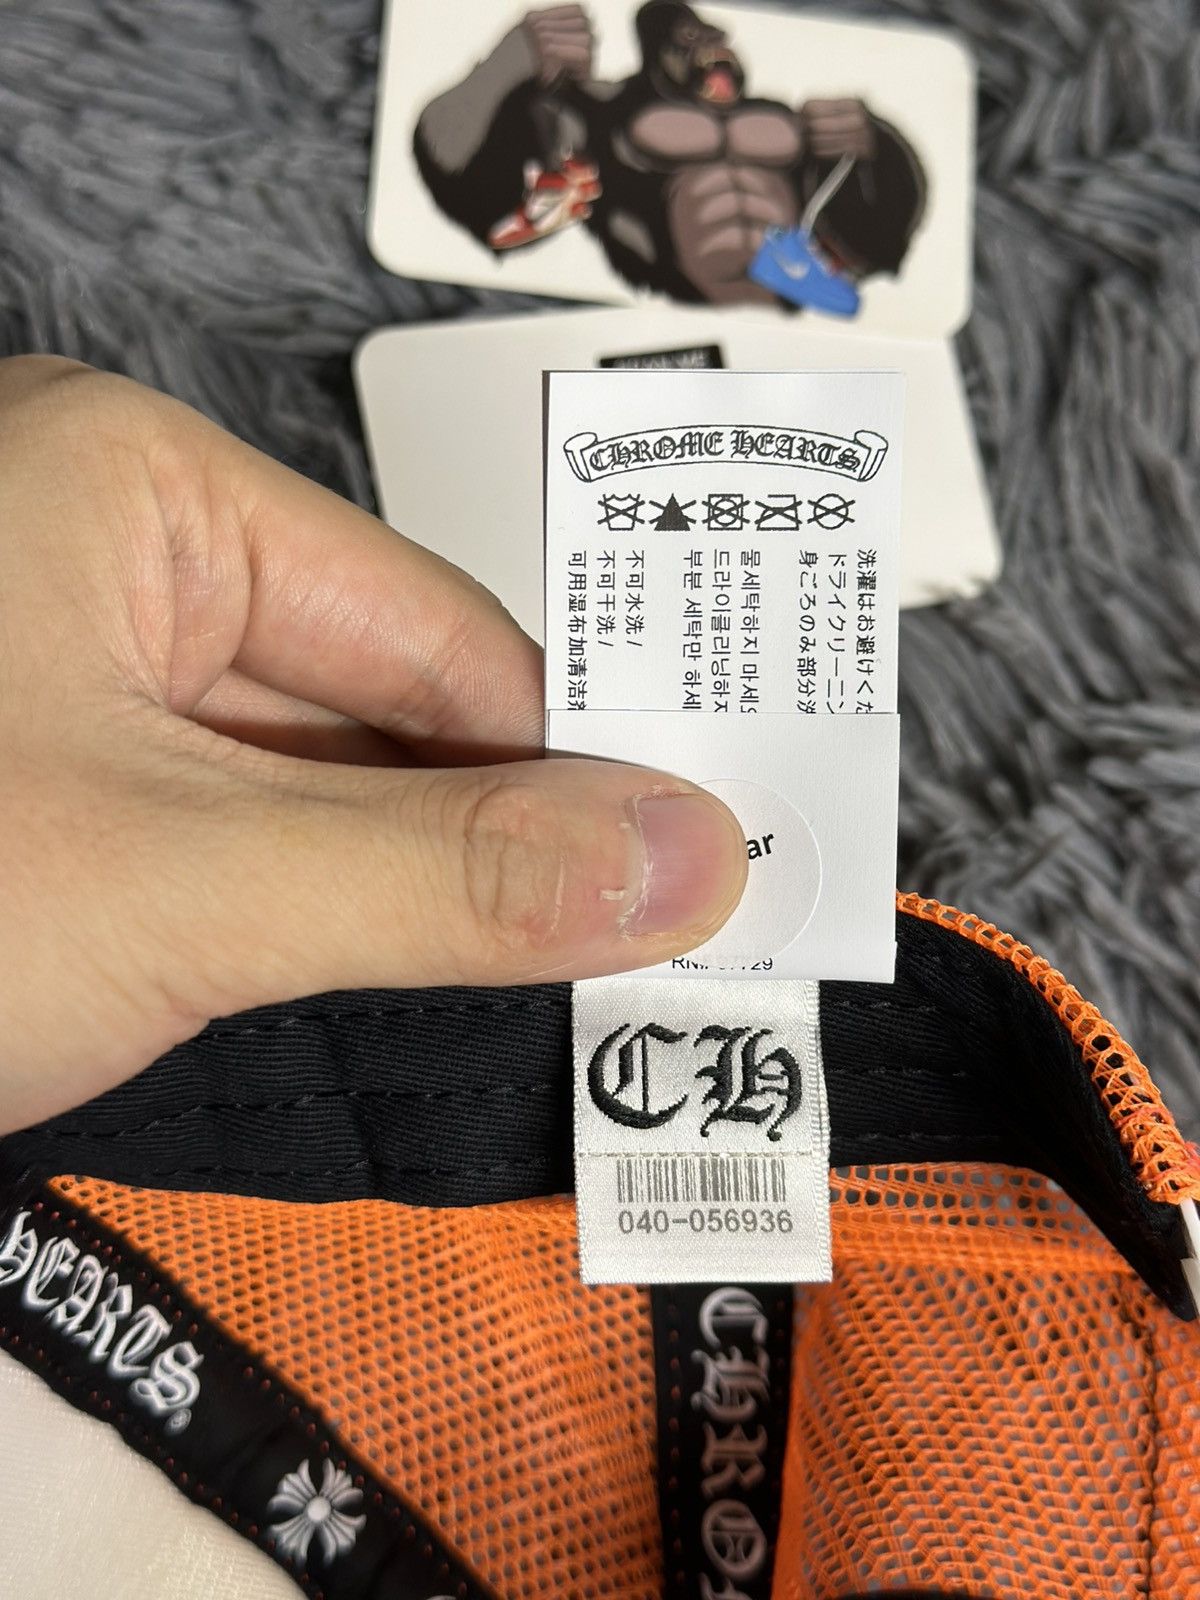 CHROME HEARTS
洗濯はお避けくだ
ドライクリーニン
身ごろのみ部分洗
물세탁하지 마세
드라이클리닝하지
부분 세탁만 하세
不可水洗/
不可干洗/
可用湿布加清洁剂
ar
CH
040-056936
HEARTS
CHRO